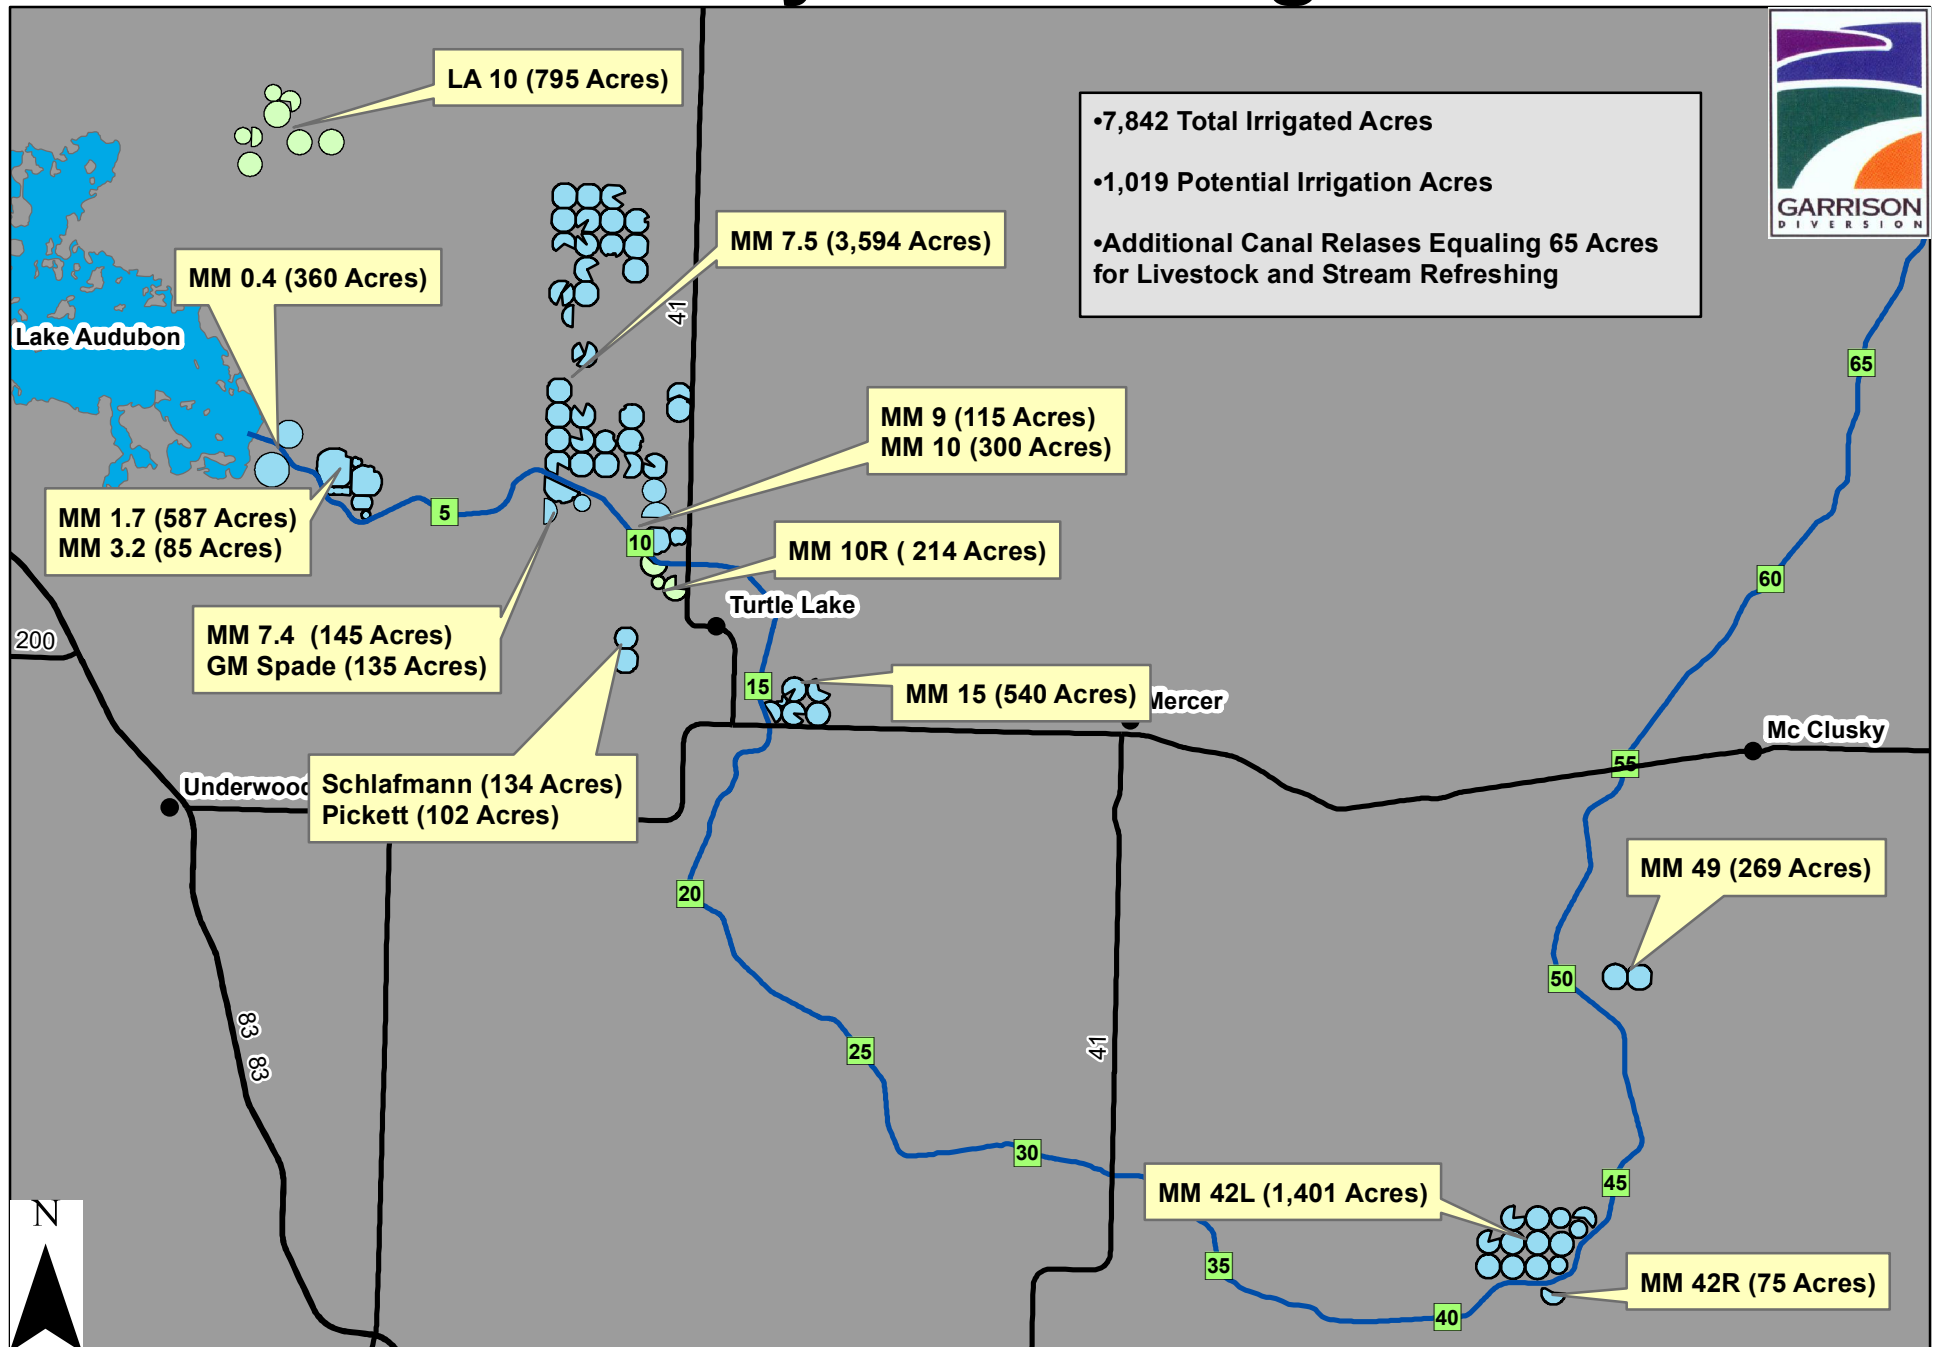 LA 10 (795 Acres)
•7,842 Total Irrigated Acres
•1,019 Potential Irrigation Acres
•Additional Canal Relases Equaling 65 Acres
for Livestock and Stream Refreshing
GARRISON
DIVERSION
MM 7.5 (3,594 Acres)
MM 0.4 (360 Acres)
41
Lake Audubon
65
MM 9 (115 Acres)
MM 10 (300 Acres)
MM 1.7 (587 Acres)
MM 3.2 (85 Acres)
5
10
MM 10R ( 214 Acres)
60
Turtle Lake
200
MM 7.4 (145 Acres)
GM Spade (135 Acres)
15
MM 15 (540 Acres)
Mercer
Mc Clusky
55
Underwood
Schlafmann (134 Acres)
Pickett (102 Acres)
MM 49 (269 Acres)
20
50
83
83
25
41
30
MM 42L (1,401 Acres)
45
N
35
MM 42R (75 Acres)
40